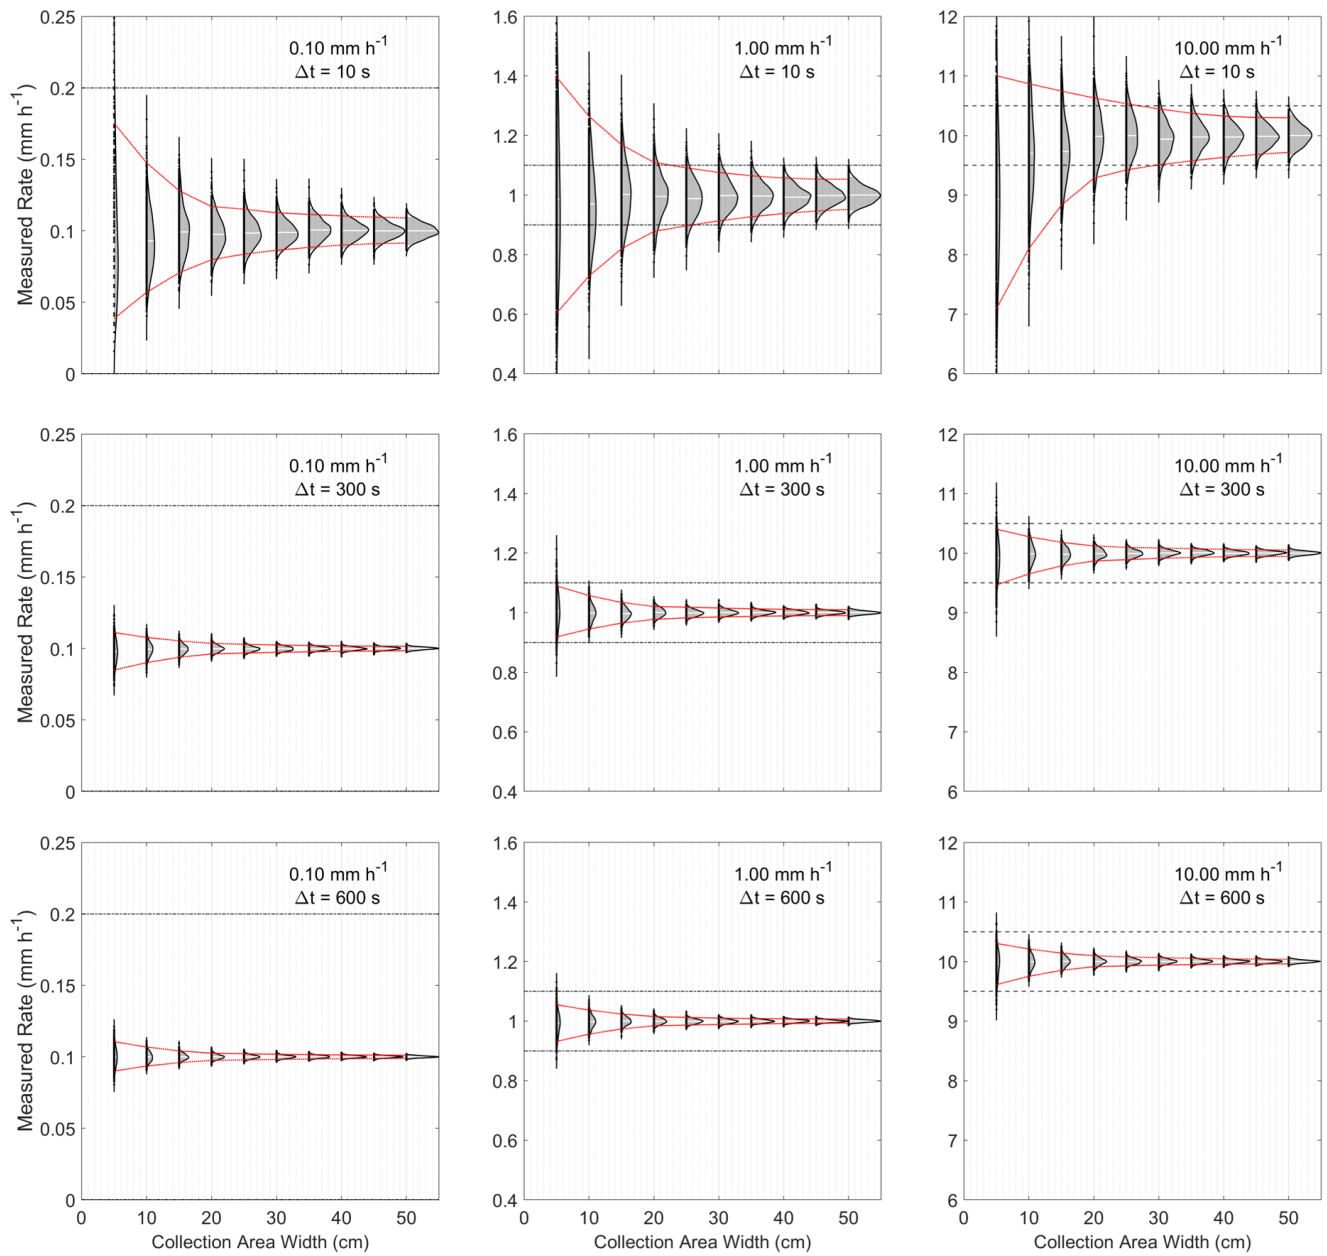 0.10 mm h⁻¹
Δt = 10 s
Measured Rate (mm h⁻¹)
0.25
0.2
0.15
0.1
0.05
0
1.00 mm h⁻¹
Δt = 10 s
1.6
1.4
1.2
1
0.8
0.6
0.4
10.00 mm h⁻¹
Δt = 10 s
12
11
10
9
8
7
6
0.10 mm h⁻¹
Δt = 300 s
Measured Rate (mm h⁻¹)
0.25
0.2
0.15
0.1
0.05
0
1.00 mm h⁻¹
Δt = 300 s
1.6
1.4
1.2
1
0.8
0.6
0.4
10.00 mm h⁻¹
Δt = 300 s
12
11
10
9
8
7
6
0.10 mm h⁻¹
Δt = 600 s
Measured Rate (mm h⁻¹)
0.25
0.2
0.15
0.1
0.05
0
0 10 20 30 40 50
Collection Area Width (cm)
1.00 mm h⁻¹
Δt = 600 s
1.6
1.4
1.2
1
0.8
0.6
0.4
0 10 20 30 40 50
Collection Area Width (cm)
10.00 mm h⁻¹
Δt = 600 s
12
11
10
9
8
7
6
0 10 20 30 40 50
Collection Area Width (cm)